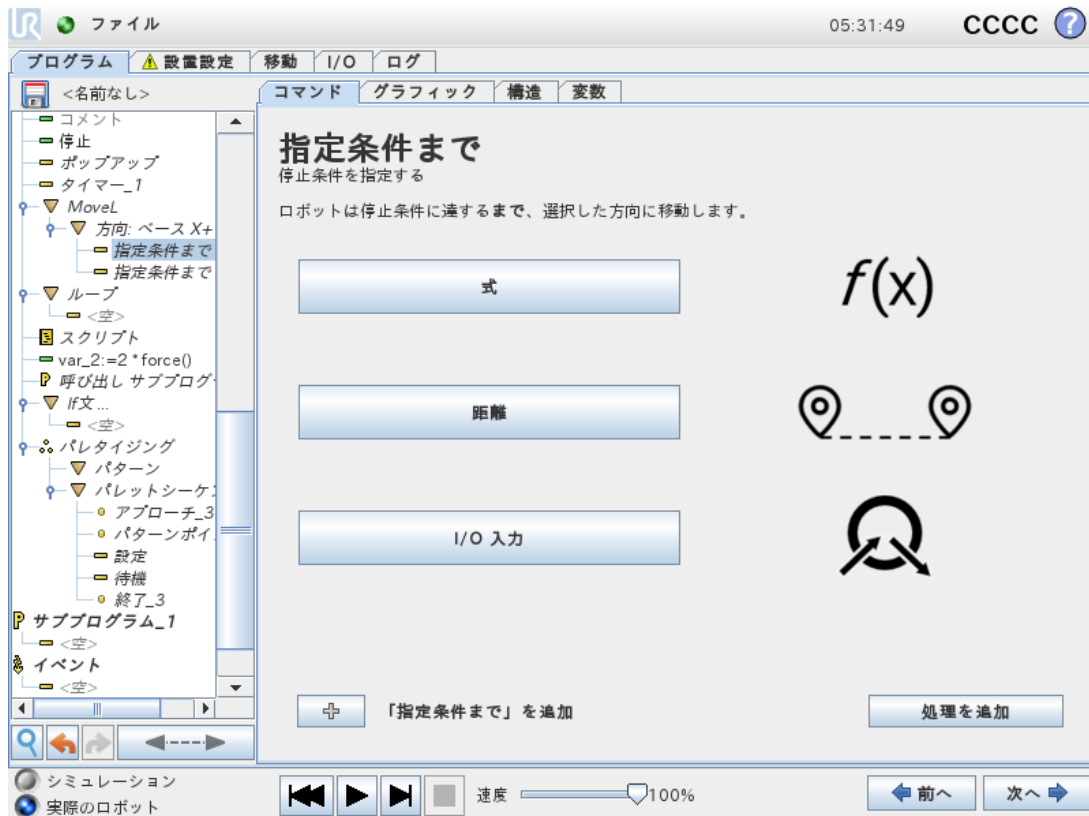 UR ファイル 05:31:49 CCCC ?
プログラム 設置設定 移動 I/O ログ
<名前なし>
コマンド グラフィック 構造 変数
コメント
停止
ポップアップ
タイマー_1
MoveL
方向: ベース X+
指定条件まで
指定条件まで
ループ
<空>
スクリプト
var_2:=2 * force()
呼び出し サブプログ
If文 ...
<空>
パレタイジング
パターン
パレットシーケン
アプローチ_3
パターンポイ
設定
待機
終了_3
サブプログラム_1
<空>
イベント
<空>
指定条件まで
停止条件を指定する
ロボットは停止条件に達するまで、選択した方向に移動します。
式
f(x)
距離
I/O 入力
「指定条件まで」を追加
処理を追加
シミュレーション
実際のロボット
速度 100%
前へ
次へ